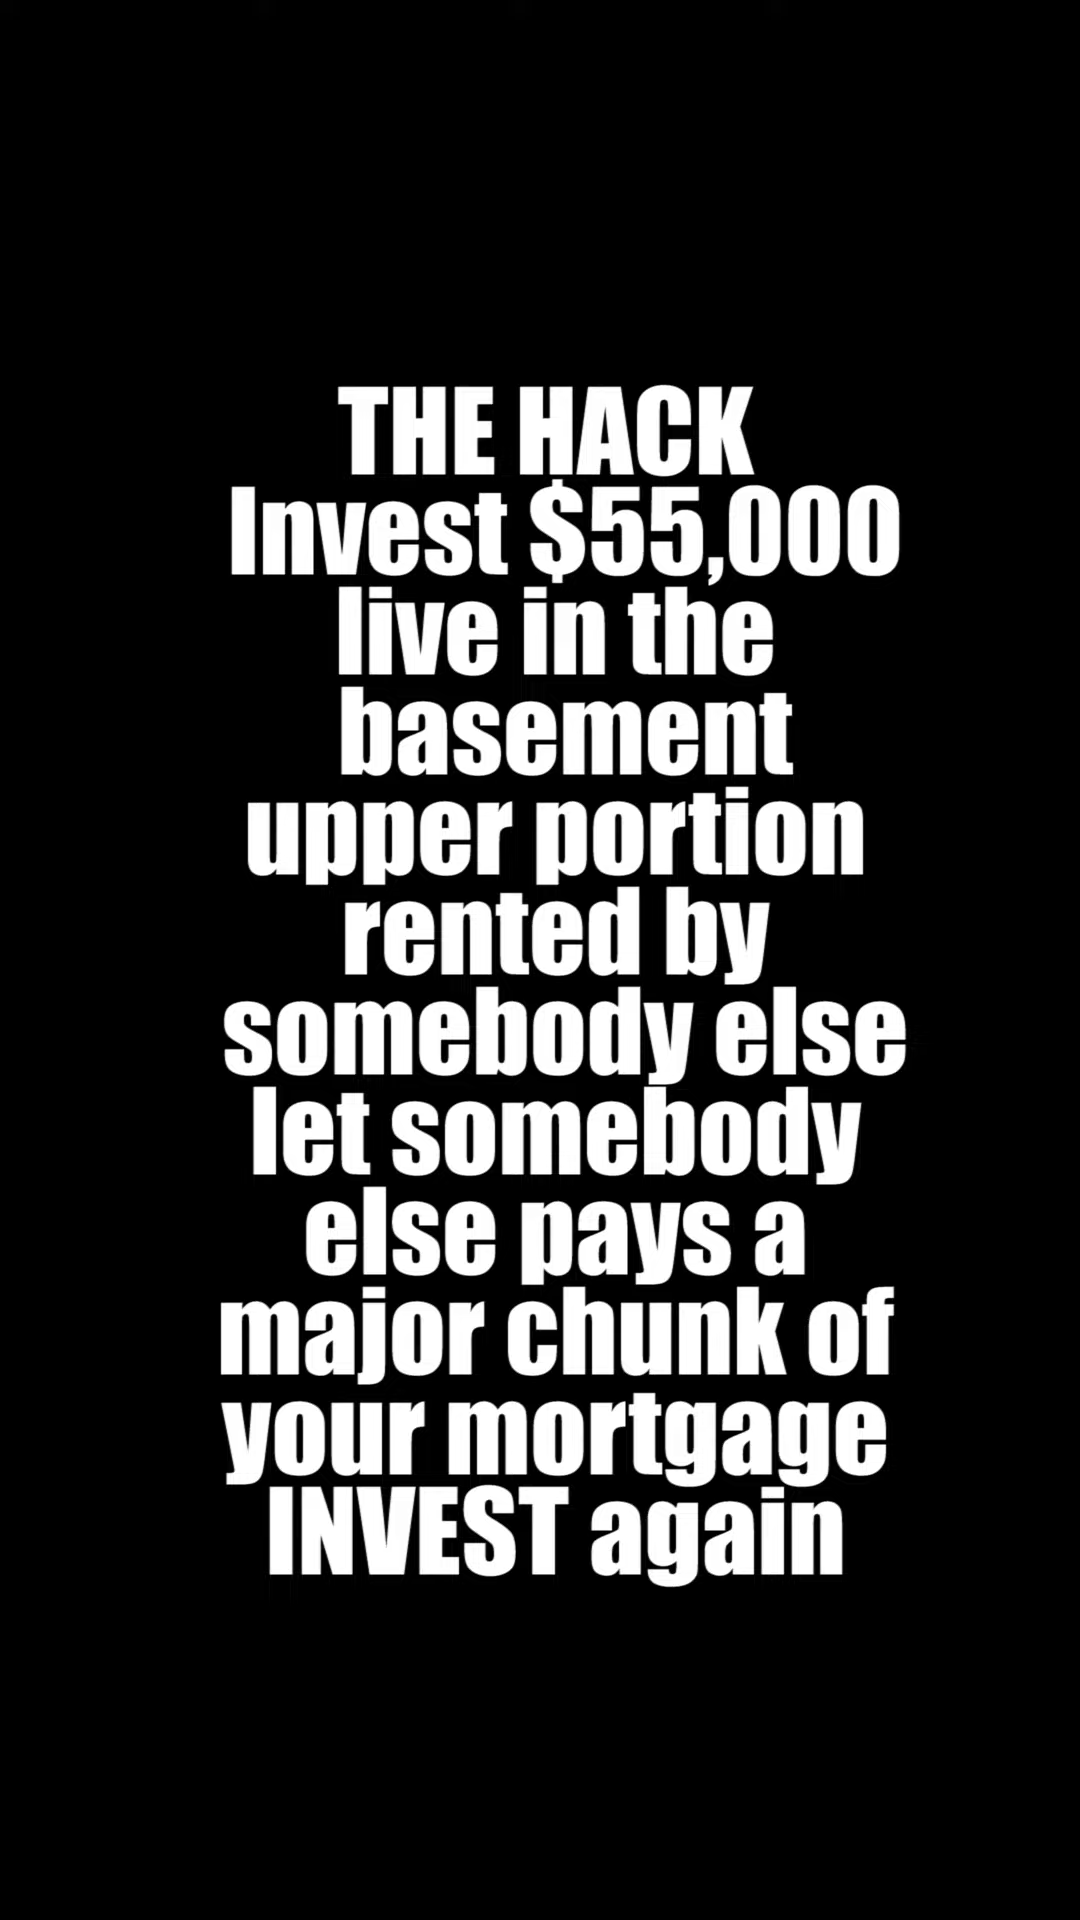 THE HACK
Invest $55,000
live in the
basement
upper portion
rented by
somebody else
let somebody
else pays a
major chunk of
your mortgage
INVEST again